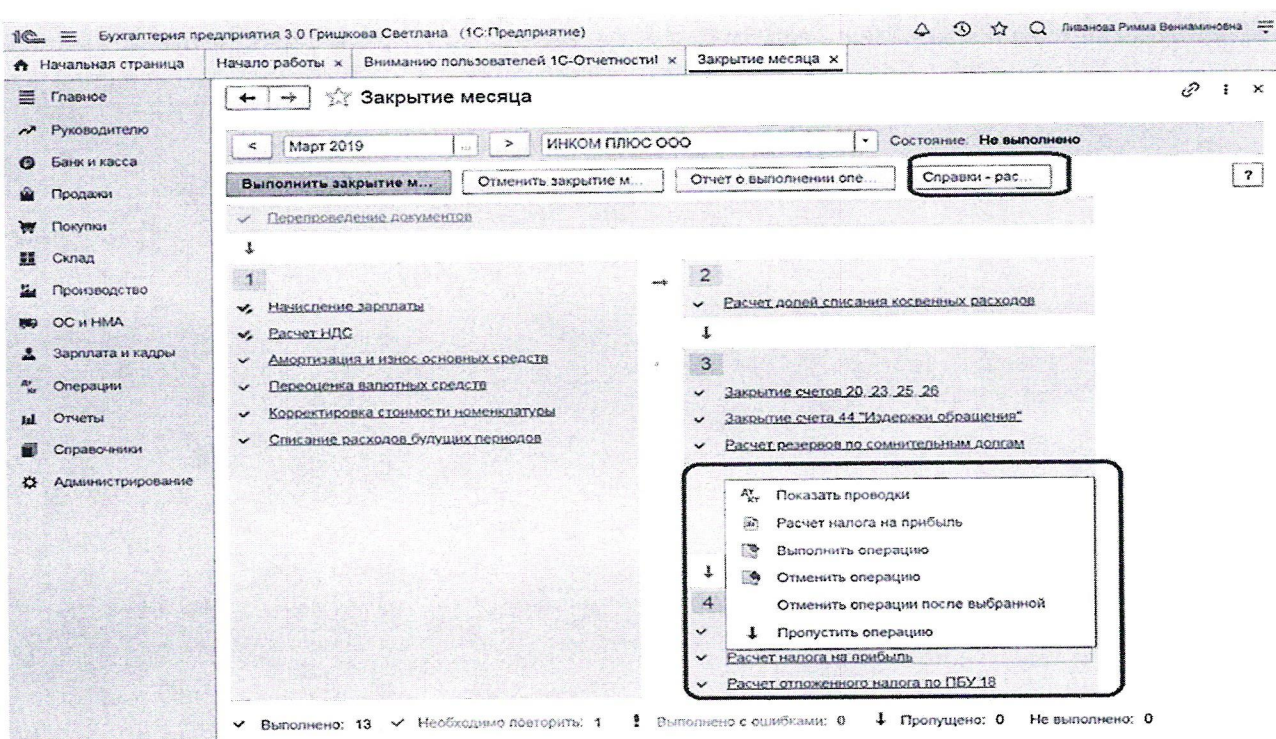 1С Бухгалтерия предприятия 3.0 Гришкова Светлана (1С:Предприятие) Ливанова Римма Вениаминовна
Начальная страница Начало работы × Вниманию пользователей 1С-Отчетности! × Закрытие месяца ×
Главное
Руководителю
Банк и касса
Продажи
Покупки
Склад
Производство
ОС и НМА
Зарплата и кадры
Операции
Отчеты
Справочники
Администрирование
← → Закрытие месяца
< Март 2019 ... > ИНКОМ ПЛЮС ООО Состояние: Не выполнено
Выполнить закрытие м... Отменить закрытие м... Отчет о выполнении опе... Справки - рас... ?
Перепроведение документов
1
Начисление зарплаты
Расчет НДС
Амортизация и износ основных средств
Переоценка валютных средств
Корректировка стоимости номенклатуры
Списание расходов будущих периодов
2
Расчет долей списания косвенных расходов
3
Закрытие счетов 20, 23, 25, 26
Закрытие счета 44 "Издержки обращения"
Расчет резервов по сомнительным долгам
Дт Кт Показать проводки
Расчет налога на прибыль
Выполнить операцию
Отменить операцию
4
Отменить операции после выбранной
Пропустить операцию
Расчет налога на прибыль
Расчет отложенного налога по ПБУ 18
Выполнено: 13 Необходимо повторить: 1 Выполнено с ошибками: 0 Пропущено: 0 Не выполнено: 0